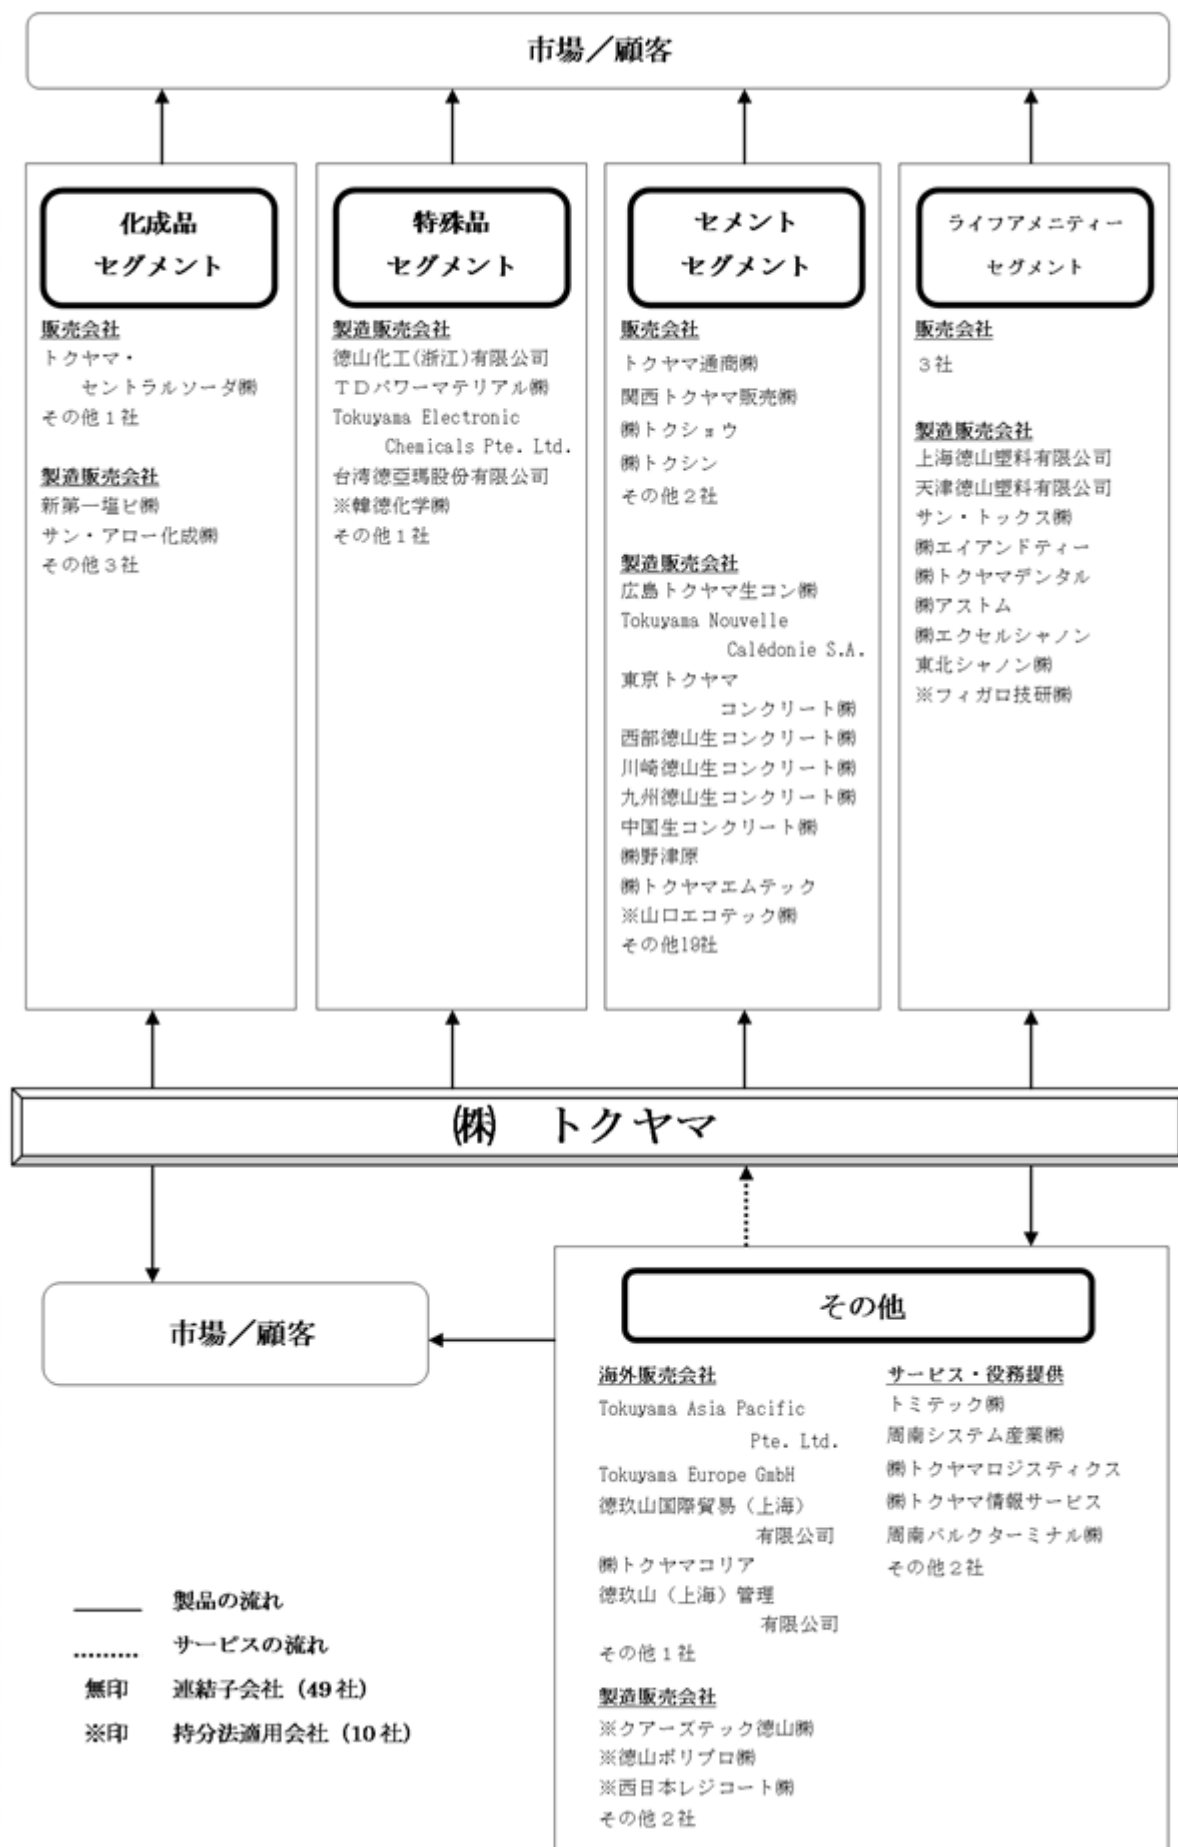 市場／顧客
化成品
セグメント
販売会社
トクヤマ・
セントラルソーダ㈱
その他１社
製造販売会社
新第一塩ビ㈱
サン・アロー化成㈱
その他３社
特殊品
セグメント
製造販売会社
徳山化工(浙江)有限公司
ＴＤパワーマテリアル㈱
Tokuyama Electronic
Chemicals Pte. Ltd.
台湾徳亞瑪股份有限公司
※韓徳化学㈱
その他１社
セメント
セグメント
販売会社
トクヤマ通商㈱
関西トクヤマ販売㈱
㈱トクショウ
㈱トクシン
その他２社
製造販売会社
広島トクヤマ生コン㈱
Tokuyama Nouvelle
Calédonie S.A.
東京トクヤマ
コンクリート㈱
西部徳山生コンクリート㈱
川崎徳山生コンクリート㈱
九州徳山生コンクリート㈱
中国生コンクリート㈱
㈱野津原
㈱トクヤマエムテック
※山口エコテック㈱
その他19社
ライフアメニティー
セグメント
販売会社
３社
製造販売会社
上海徳山塑料有限公司
天津徳山塑料有限公司
サン・トックス㈱
㈱エイアンドティー
㈱トクヤマデンタル
㈱アストム
㈱エクセルシャノン
東北シャノン㈱
※フィガロ技研㈱
㈱　トクヤマ
市場／顧客
その他
海外販売会社
Tokuyama Asia Pacific
Pte. Ltd.
Tokuyama Europe GmbH
徳玖山国際貿易（上海）
有限公司
㈱トクヤマコリア
徳玖山（上海）管理
有限公司
その他１社
製造販売会社
※クアーズテック徳山㈱
※徳山ポリプロ㈱
※西日本レジコート㈱
その他２社
サービス・役務提供
トミテック㈱
周南システム産業㈱
㈱トクヤマロジスティクス
㈱トクヤマ情報サービス
周南バルクターミナル㈱
その他２社
製品の流れ
サービスの流れ
無印　連結子会社（49社）
※印　持分法適用会社（10社）